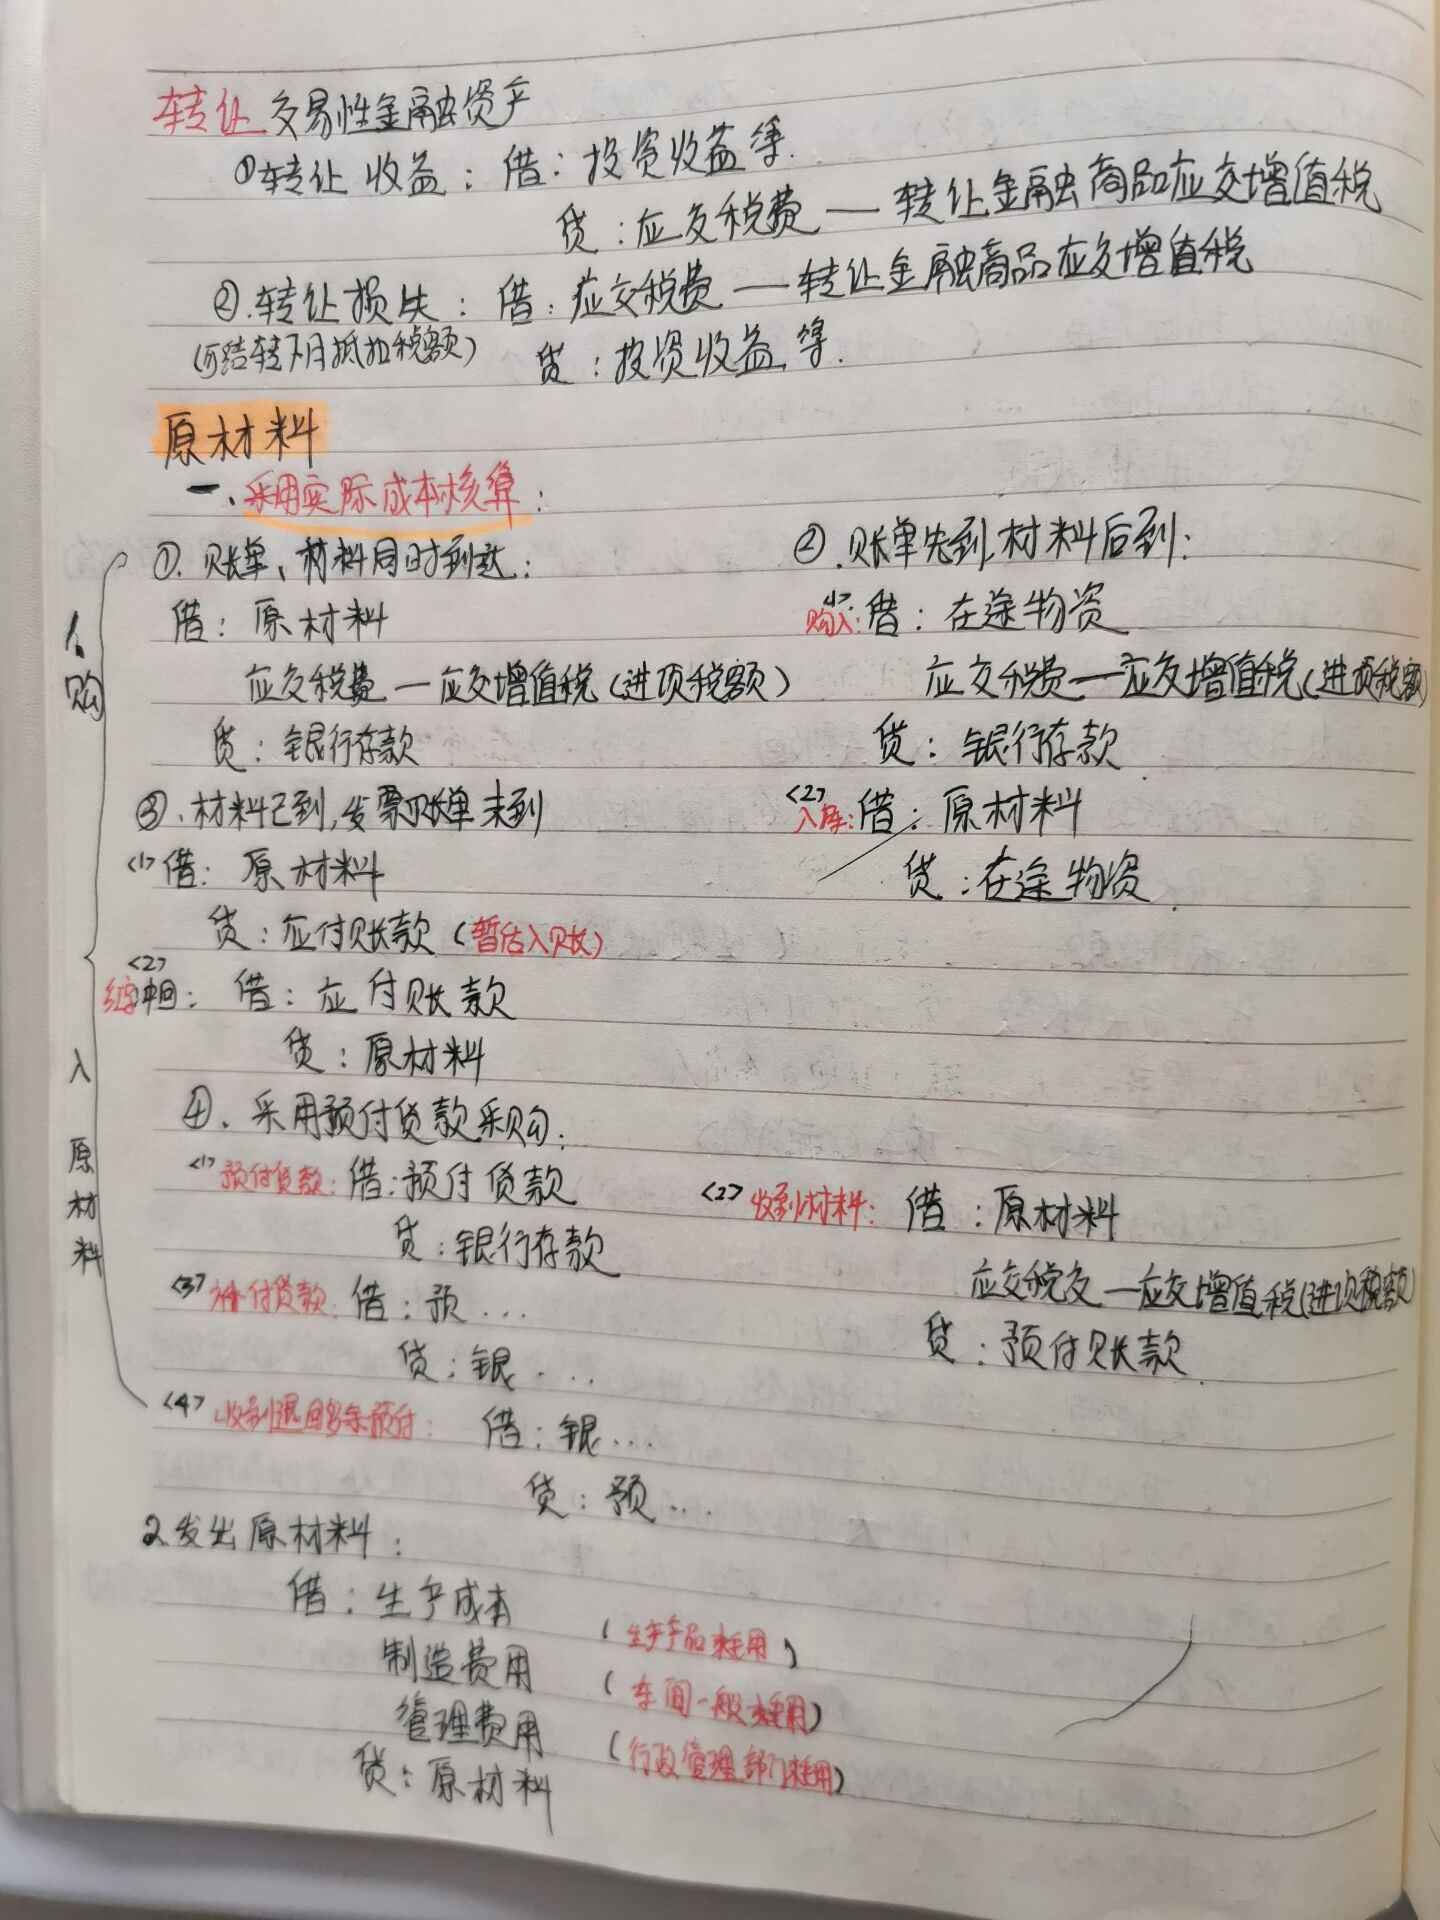 转让交易性金融资产
①转让收益：借：投资收益等.
贷：应交税费——转让金融商品应交增值税
②.转让损失：借：应交税费——转让金融商品应交增值税
(可结转下月抵扣税额)
贷：投资收益等.
原材料
一、采用实际成本核算：
①.账单、材料同时到达：
借：原材料
应交税费—应交增值税(进项税额)
贷：银行存款
②.账单先到,材料后到：
<1>购入：借：在途物资
应交税费—应交增值税(进项税额)
贷：银行存款
<2>入库：借：原材料
贷：在途物资
③.材料已到,发票账单未到
<1>借：原材料
贷：应付账款(暂估入账)
<2>红字冲回：借：应付账款
贷：原材料
④.采用预付货款采购：
<1>预付货款：借：预付货款
贷：银行存款
<2>收到材料：借：原材料
应交税交—应交增值税(进项税额)
贷：预付账款
<3>补付货款：借：预...
贷：银...
<4>收到退回多余预付：借：银...
贷：预...
1、购入原材料
2.发出原材料：
借：生产成本(生产产品耗用)
制造费用(车间一般耗用)
管理费用(行政管理部门耗用)
贷：原材料